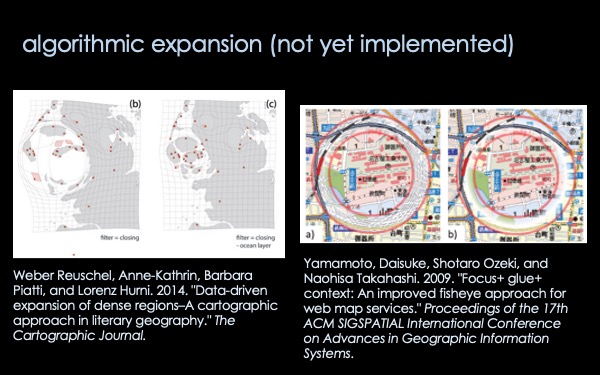 algorithmic expansion (not yet implemented)
(b)
(c)
filter = closing
filter = closing
- ocean layer
a)
b)
Weber Reuschel, Anne-Kathrin, Barbara
Piatti, and Lorenz Hurni. 2014. "Data-driven
expansion of dense regions–A cartographic
approach in literary geography." The
Cartographic Journal.
Yamamoto, Daisuke, Shotaro Ozeki, and
Naohisa Takahashi. 2009. "Focus+ glue+
context: An improved fisheye approach for
web map services." Proceedings of the 17th
ACM SIGSPATIAL International Conference
on Advances in Geographic Information
Systems.